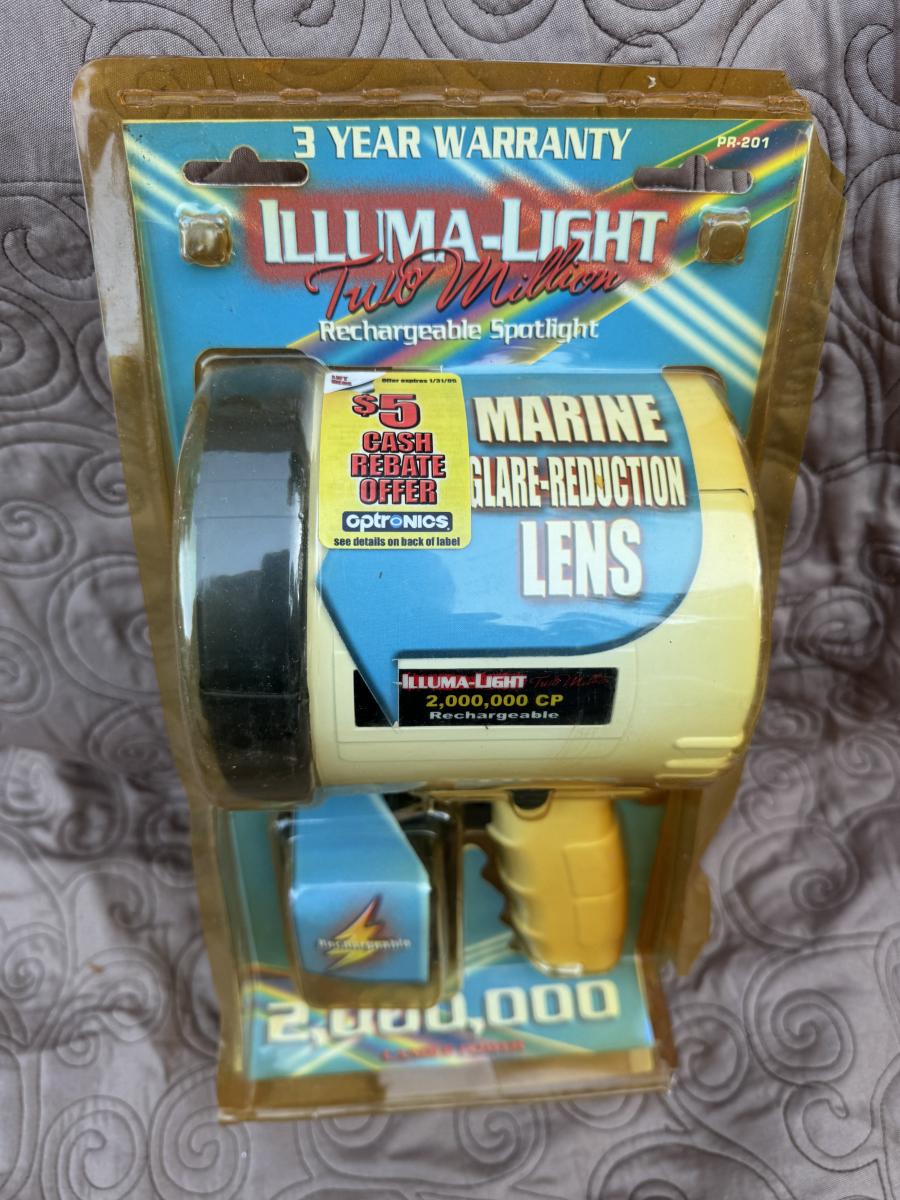 3 YEAR WARRANTY
PR-201
ILLUMA-LIGHT
Two Million
Rechargeable Spotlight
Offer expires 1/31/05
$5
CASH
REBATE
OFFER
optronics
see details on back of label
MARINE
GLARE-REDUCTION
LENS
ILLUMA-LIGHT Two Million
2,000,000 CP
Rechargeable
Rechargeable
2,000,000